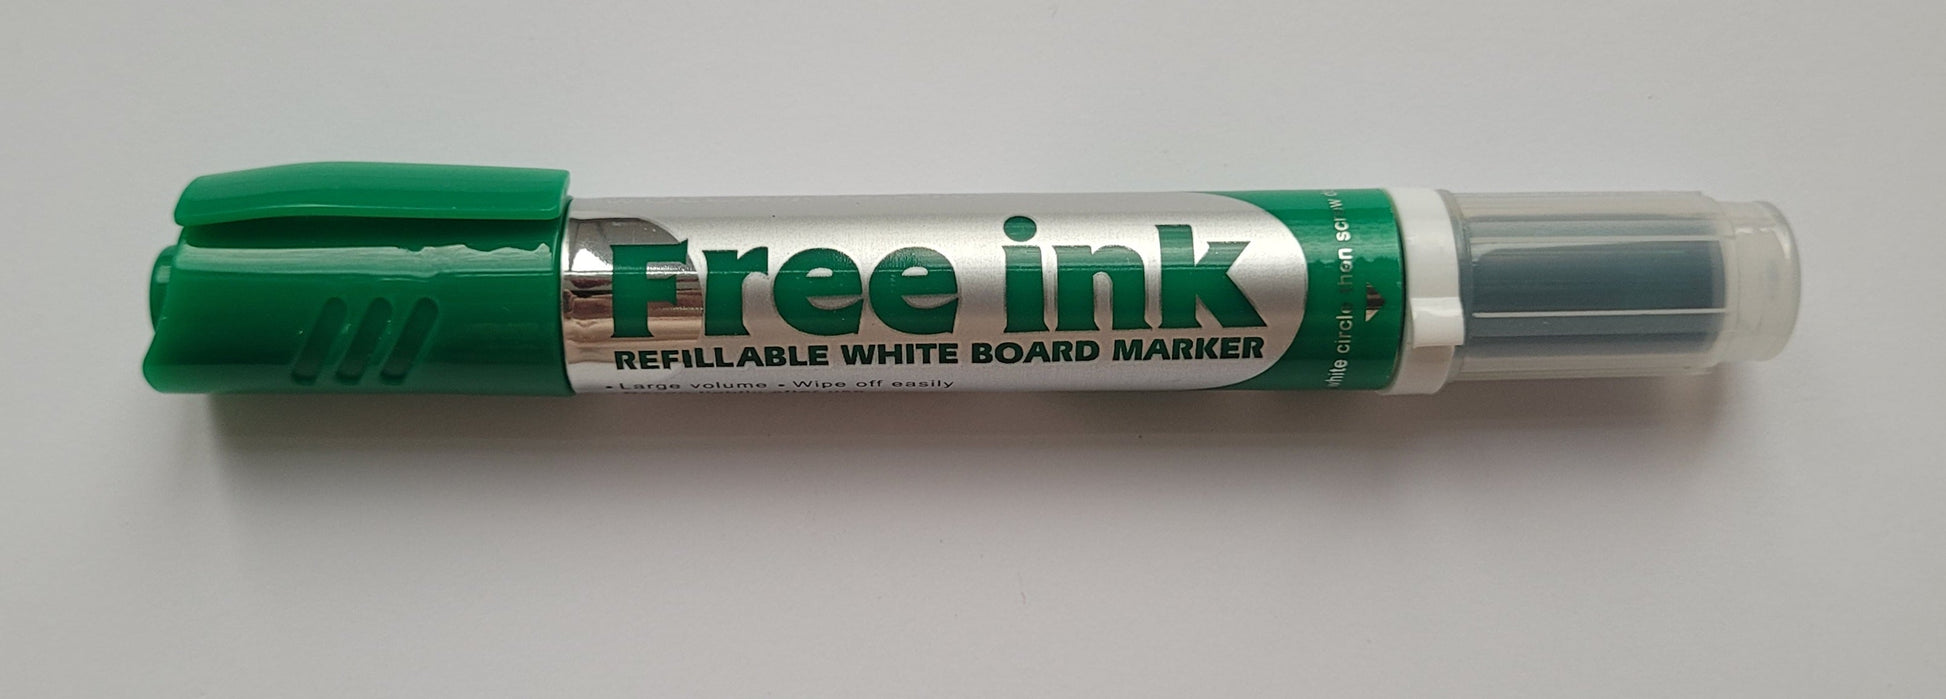 Free ink
REFILLABLE WHITE BOARD MARKER
• Large volume • Wipe off easily
white circle then screw